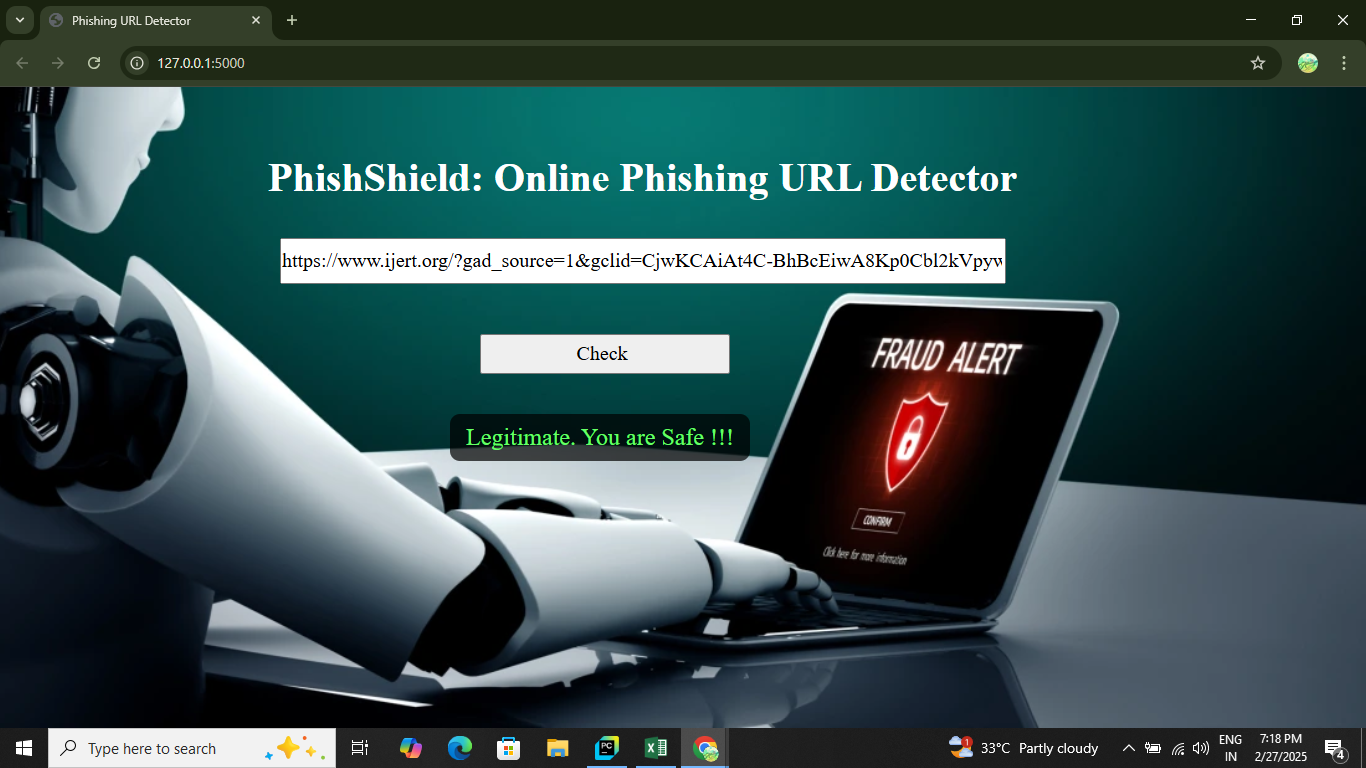 Phishing URL Detector
127.0.0.1:5000
PhishShield: Online Phishing URL Detector
https://www.ijert.org/?gad_source=1&gclid=CjwKCAiAt4C-BhBcEiwA8Kp0Cbl2kVpyw
Check
Legitimate. You are Safe !!!
FRAUD ALERT
CONFIRM
Click here for more information
Type here to search
PC
1
33°C Partly cloudy
ENG
IN
7:18 PM
2/27/2025
4